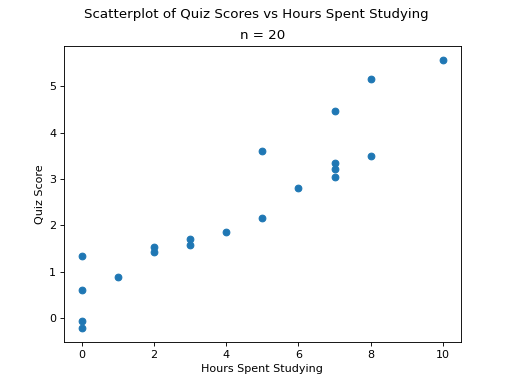 Scatterplot of Quiz Scores vs Hours Spent Studying
n = 20
5
4
3
2
1
0
Quiz Score
0 2 4 6 8 10
Hours Spent Studying